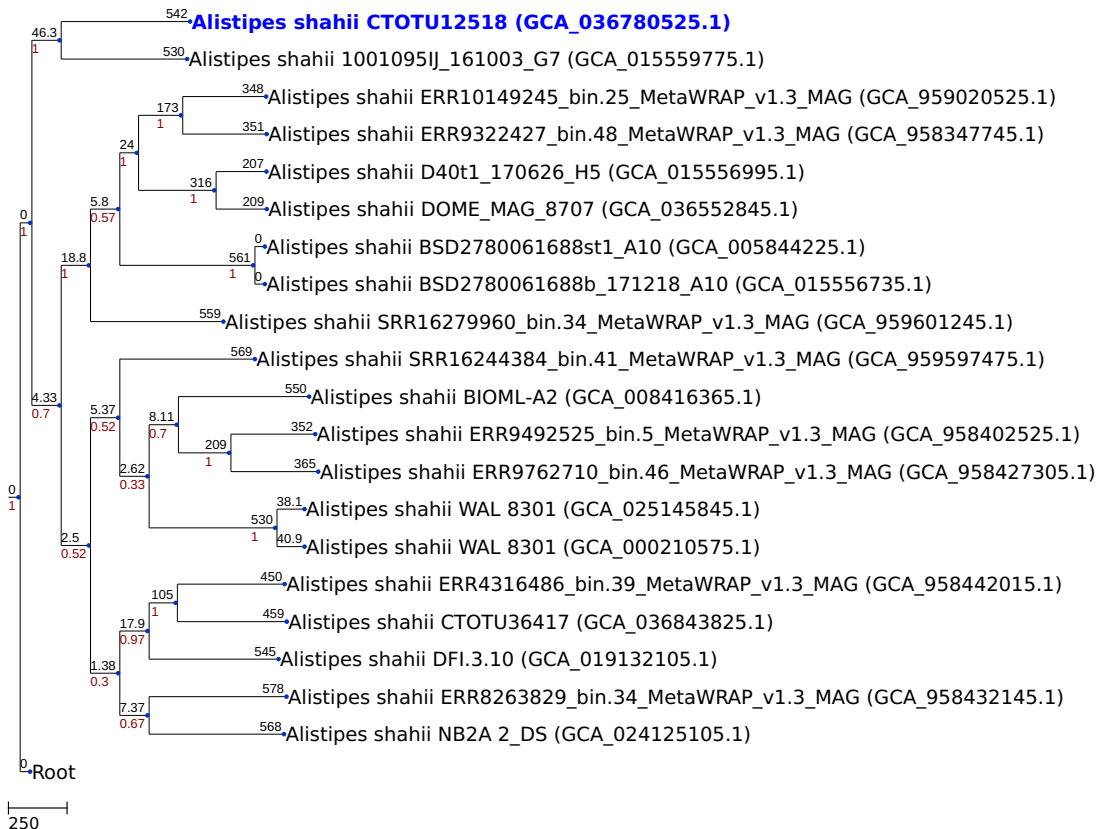 542
Alistipes shahii CTOTU12518 (GCA_036780525.1)
46.3
1
530
Alistipes shahii 1001095IJ_161003_G7 (GCA_015559775.1)
348
Alistipes shahii ERR10149245_bin.25_MetaWRAP_v1.3_MAG (GCA_959020525.1)
173
1
351
Alistipes shahii ERR9322427_bin.48_MetaWRAP_v1.3_MAG (GCA_958347745.1)
24
1
207
Alistipes shahii D40t1_170626_H5 (GCA_015556995.1)
316
1
209
Alistipes shahii DOME_MAG_8707 (GCA_036552845.1)
5.8
0.57
0
1
0
Alistipes shahii BSD2780061688st1_A10 (GCA_005844225.1)
18.8
1
561
1
0
Alistipes shahii BSD2780061688b_171218_A10 (GCA_015556735.1)
559
Alistipes shahii SRR16279960_bin.34_MetaWRAP_v1.3_MAG (GCA_959601245.1)
569
Alistipes shahii SRR16244384_bin.41_MetaWRAP_v1.3_MAG (GCA_959597475.1)
4.33
0.7
550
Alistipes shahii BIOML-A2 (GCA_008416365.1)
5.37
0.52
8.11
0.7
352
Alistipes shahii ERR9492525_bin.5_MetaWRAP_v1.3_MAG (GCA_958402525.1)
209
1
365
Alistipes shahii ERR9762710_bin.46_MetaWRAP_v1.3_MAG (GCA_958427305.1)
2.62
0.33
0
1
38.1
Alistipes shahii WAL 8301 (GCA_025145845.1)
530
1
40.9
Alistipes shahii WAL 8301 (GCA_000210575.1)
2.5
0.52
450
Alistipes shahii ERR4316486_bin.39_MetaWRAP_v1.3_MAG (GCA_958442015.1)
105
1
459
Alistipes shahii CTOTU36417 (GCA_036843825.1)
17.9
0.97
545
Alistipes shahii DFI.3.10 (GCA_019132105.1)
1.38
0.3
578
Alistipes shahii ERR8263829_bin.34_MetaWRAP_v1.3_MAG (GCA_958432145.1)
7.37
0.67
568
Alistipes shahii NB2A 2_DS (GCA_024125105.1)
0
Root
250